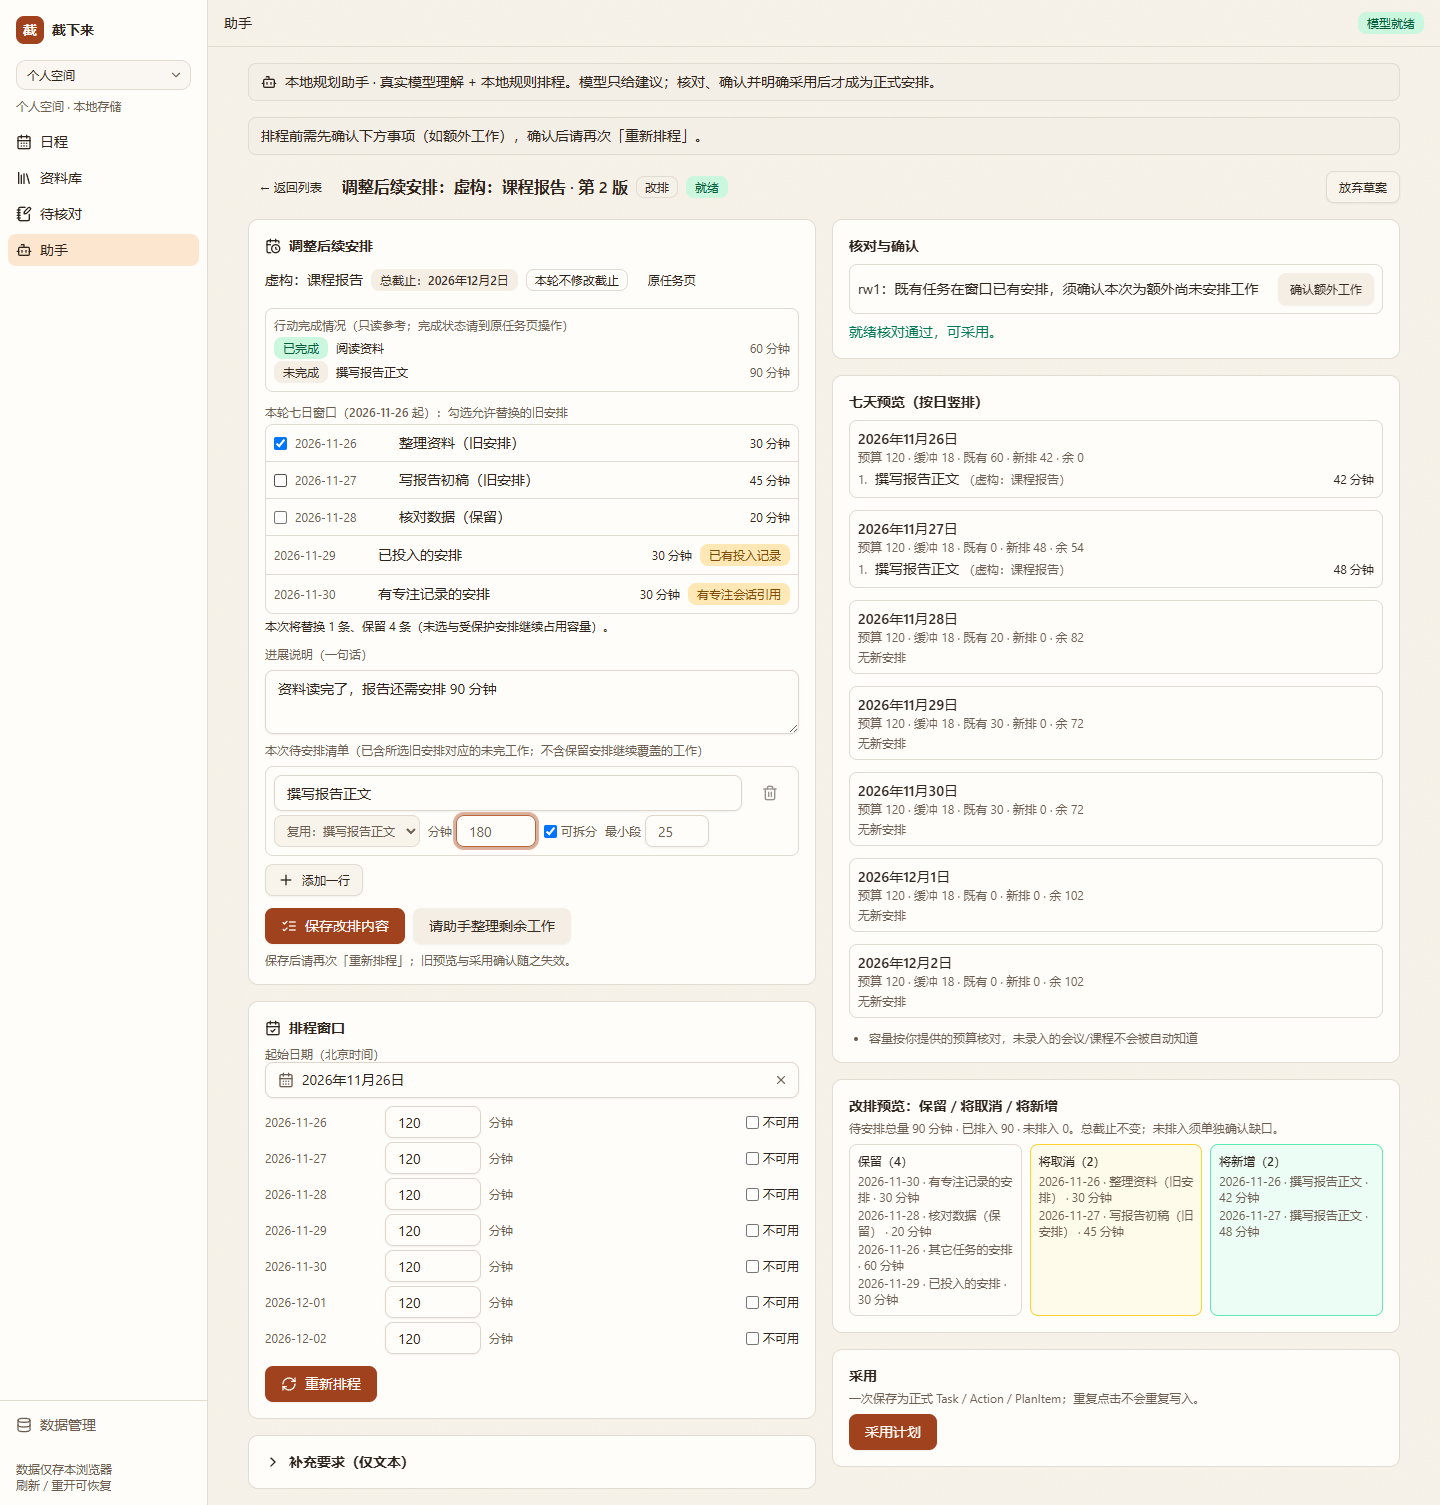 截 截下来
个人空间
个人空间 · 本地存储
日程
资料库
待核对
助手
数据管理
数据仅存本浏览器
刷新 / 重开可恢复
助手
模型就绪
本地规划助手 · 真实模型理解 + 本地规则排程。模型只给建议；核对、确认并明确采用后才成为正式安排。
排程前需先确认下方事项（如额外工作），确认后请再次「重新排程」。
← 返回列表 调整后续安排：虚构：课程报告 · 第 2 版 改排 就绪 放弃草案
调整后续安排
虚构：课程报告 总截止：2026年12月2日 本轮不修改截止 原任务页
行动完成情况（只读参考；完成状态请到原任务页操作）
已完成 阅读资料 60 分钟
未完成 撰写报告正文 90 分钟
本轮七日窗口（2026-11-26 起）：勾选允许替换的旧安排
2026-11-26 整理资料（旧安排） 30 分钟
2026-11-27 写报告初稿（旧安排） 45 分钟
2026-11-28 核对数据（保留） 20 分钟
2026-11-29 已投入的安排 30 分钟 已有投入记录
2026-11-30 有专注记录的安排 30 分钟 有专注会话引用
本次将替换 1 条、保留 4 条（未选与受保护安排继续占用容量）。
进展说明（一句话）
资料读完了，报告还需安排 90 分钟
本次待安排清单（已含所选旧安排对应的未完工作；不含保留安排继续覆盖的工作）
撰写报告正文
复用：撰写报告正文 分钟 180 可拆分 最小段 25
添加一行
保存改排内容 请助手整理剩余工作
保存后请再次「重新排程」；旧预览与采用确认随之失效。
排程窗口
起始日期（北京时间）
2026年11月26日
2026-11-26 120 分钟 不可用
2026-11-27 120 分钟 不可用
2026-11-28 120 分钟 不可用
2026-11-29 120 分钟 不可用
2026-11-30 120 分钟 不可用
2026-12-01 120 分钟 不可用
2026-12-02 120 分钟 不可用
重新排程
补充要求（仅文本）
核对与确认
rw1：既有任务在窗口已有安排，须确认本次为额外尚未安排工作 确认额外工作
就绪核对通过，可采用。
七天预览（按日竖排）
2026年11月26日
预算 120 · 缓冲 18 · 既有 60 · 新排 42 · 余 0
1. 撰写报告正文 （虚构：课程报告） 42 分钟
2026年11月27日
预算 120 · 缓冲 18 · 既有 0 · 新排 48 · 余 54
1. 撰写报告正文 （虚构：课程报告） 48 分钟
2026年11月28日
预算 120 · 缓冲 18 · 既有 20 · 新排 0 · 余 82
无新安排
2026年11月29日
预算 120 · 缓冲 18 · 既有 30 · 新排 0 · 余 72
无新安排
2026年11月30日
预算 120 · 缓冲 18 · 既有 30 · 新排 0 · 余 72
无新安排
2026年12月1日
预算 120 · 缓冲 18 · 既有 0 · 新排 0 · 余 102
无新安排
2026年12月2日
预算 120 · 缓冲 18 · 既有 0 · 新排 0 · 余 102
无新安排
• 容量按你提供的预算核对，未录入的会议/课程不会被自动知道
改排预览：保留 / 将取消 / 将新增
待安排总量 90 分钟 · 已排入 90 · 未排入 0。总截止不变；未排入须单独确认缺口。
保留（4）
2026-11-30 · 有专注记录的安
排 · 30 分钟
2026-11-28 · 核对数据（保
留） · 20 分钟
2026-11-26 · 其它任务的安排
· 60 分钟
2026-11-29 · 已投入的安排 ·
30 分钟
将取消（2）
2026-11-26 · 整理资料（旧安
排） · 30 分钟
2026-11-27 · 写报告初稿（旧
安排） · 45 分钟
将新增（2）
2026-11-26 · 撰写报告正文 ·
42 分钟
2026-11-27 · 撰写报告正文 ·
48 分钟
采用
一次保存为正式 Task / Action / PlanItem；重复点击不会重复写入。
采用计划